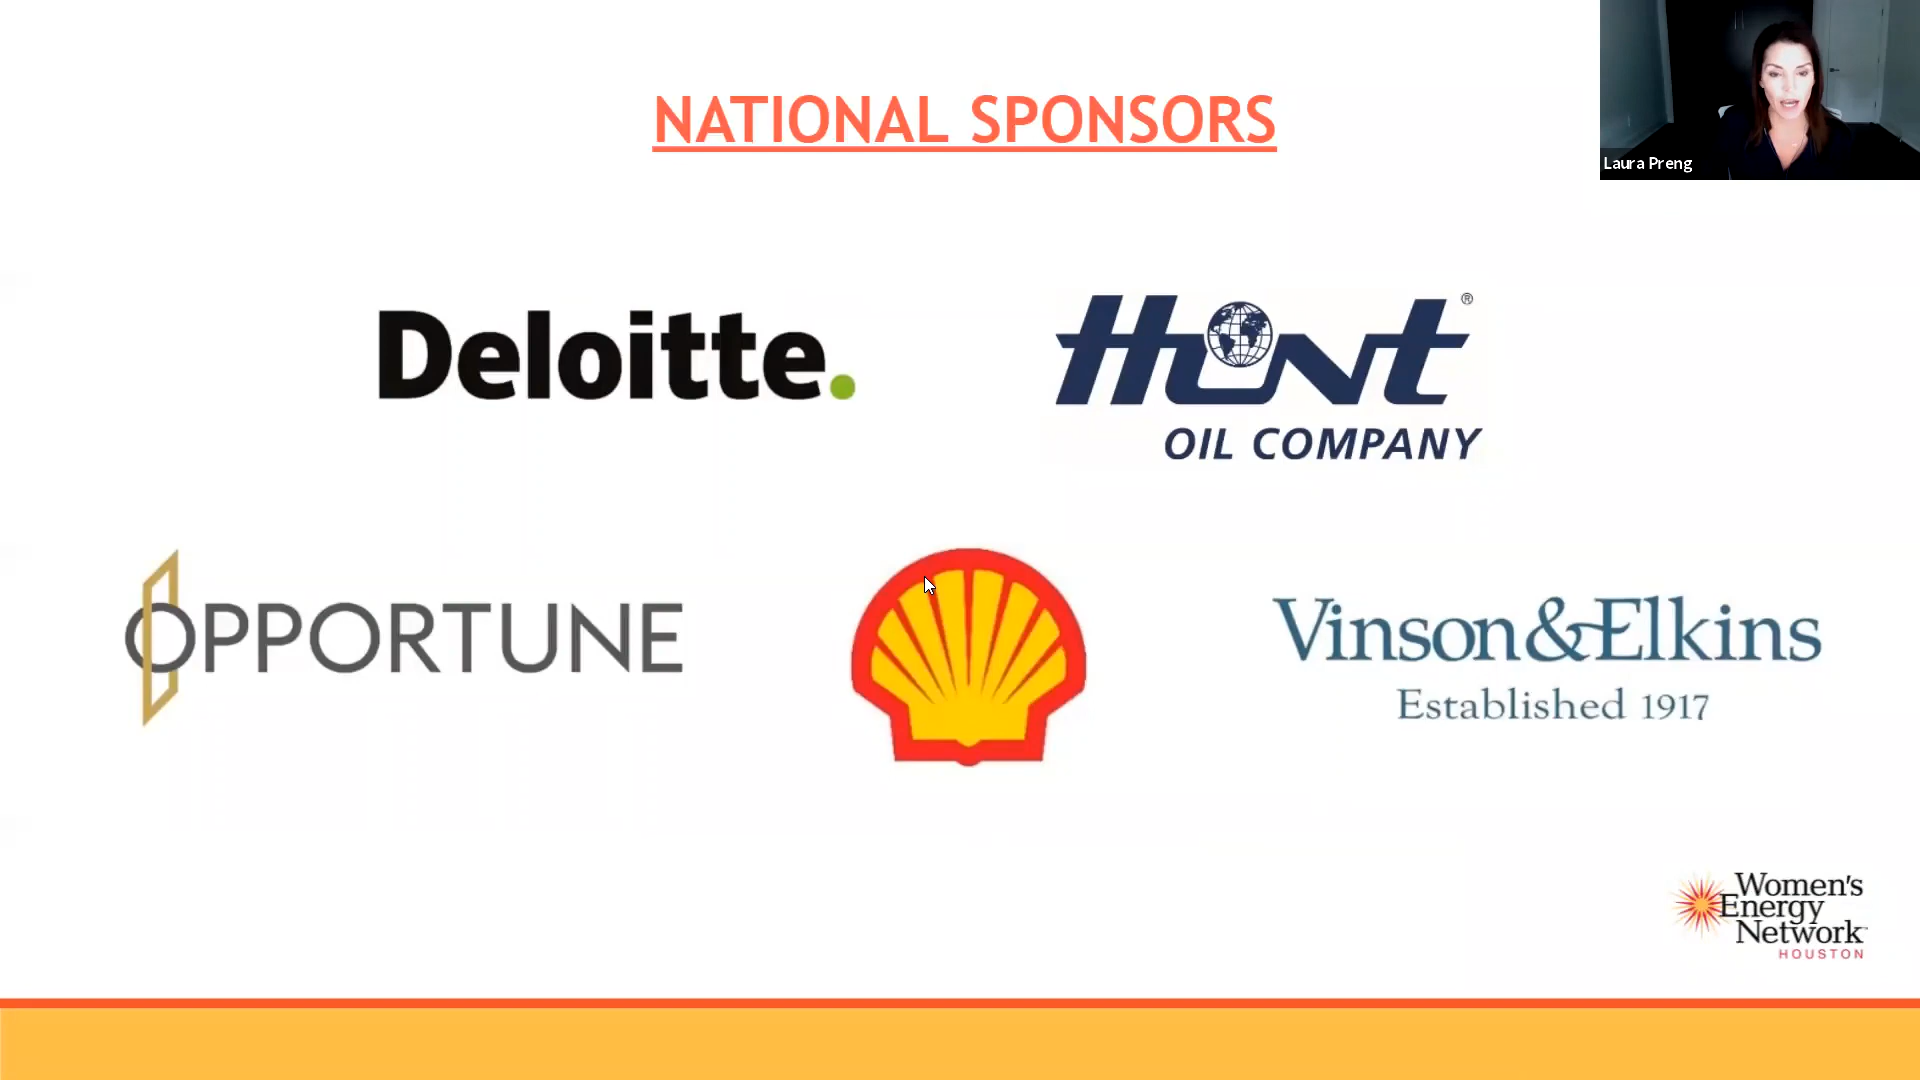 NATIONAL SPONSORS
Laura Preng
Deloitte.
Hunt®
OIL COMPANY
OPPORTUNE
Vinson&Elkins
Established 1917
Women's
Energy
Network
HOUSTON